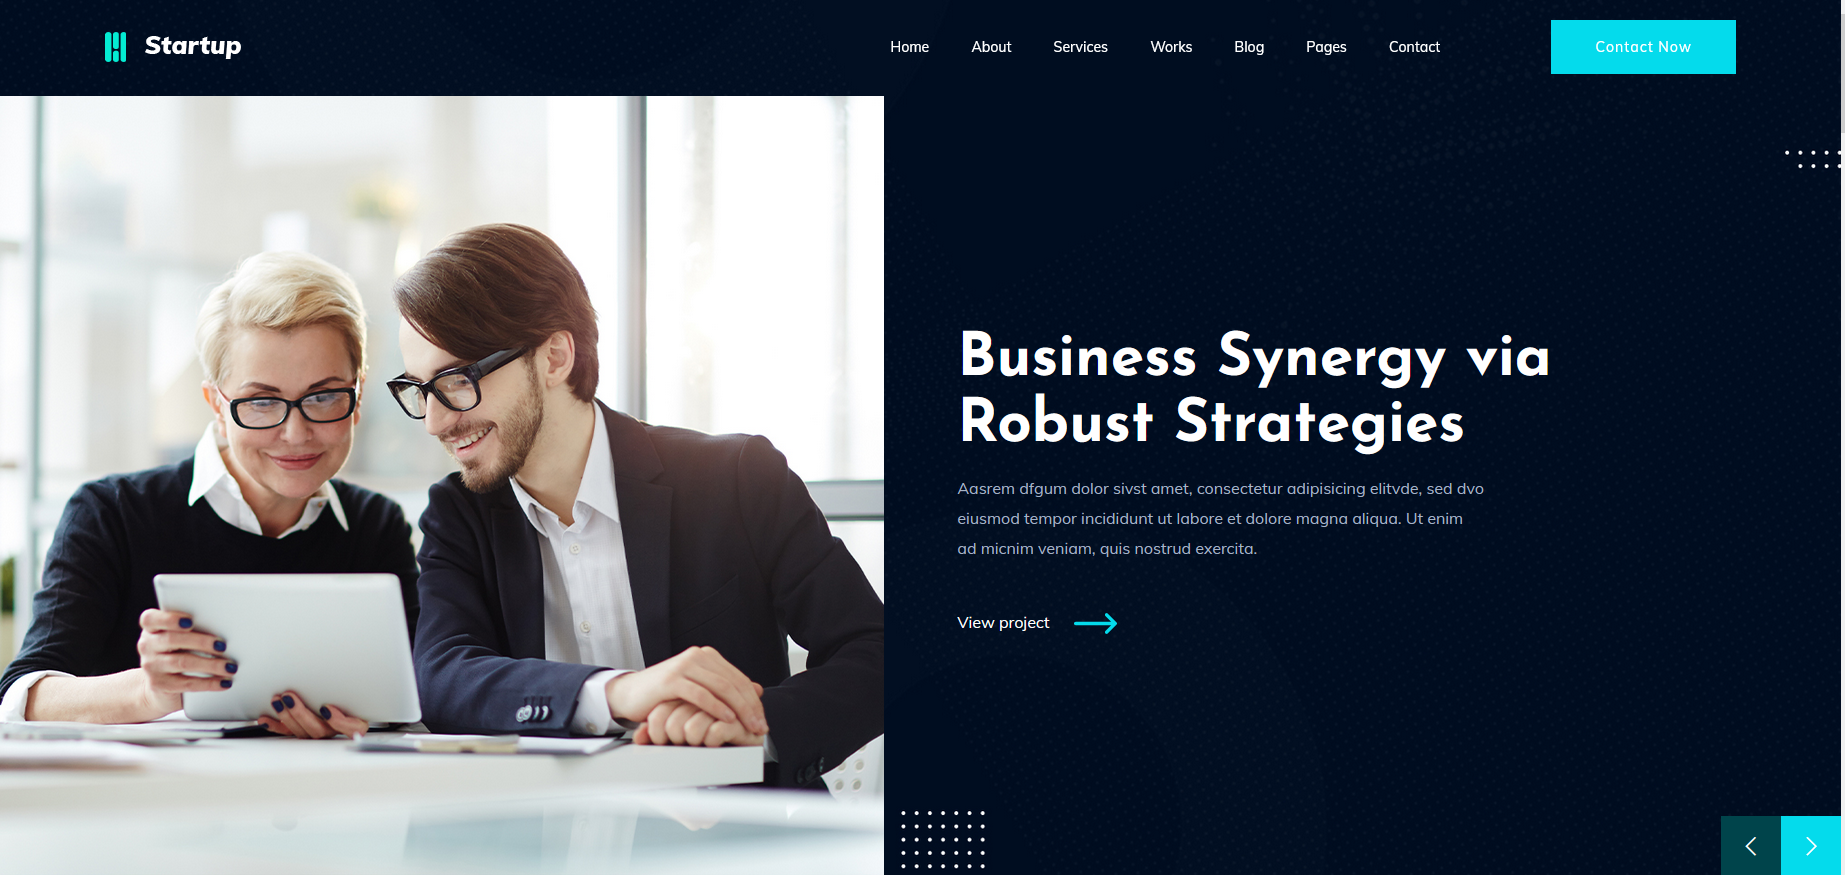 Startup
Home About Services Works Blog Pages Contact Contact Now
Business Synergy via
Robust Strategies
Aasrem dfgum dolor sivst amet, consectetur adipisicing elitvde, sed dvo
eiusmod tempor incididunt ut labore et dolore magna aliqua. Ut enim
ad micnim veniam, quis nostrud exercita.
View project